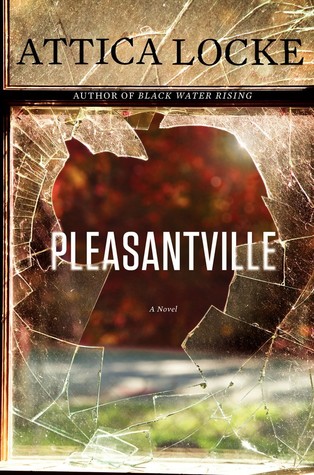 ATTICA LOCKE
AUTHOR OF BLACK WATER RISING
PLEASANTVILLE
A Novel